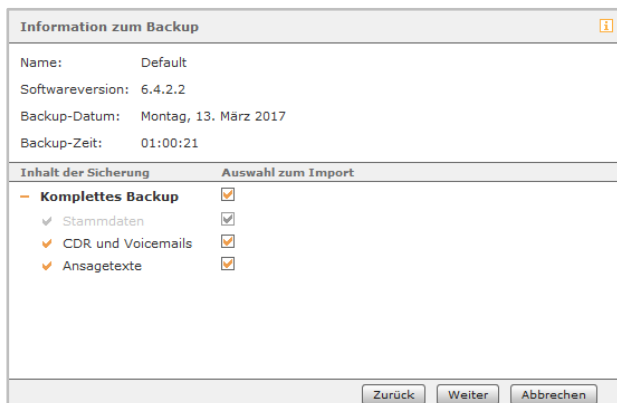 Information zum Backup
Name: Default
Softwareversion: 6.4.2.2
Backup-Datum: Montag, 13. März 2017
Backup-Zeit: 01:00:21
Inhalt der Sicherung Auswahl zum Import
Komplettes Backup
Stammdaten
CDR und Voicemails
Ansagetexte
Zurück Weiter Abbrechen